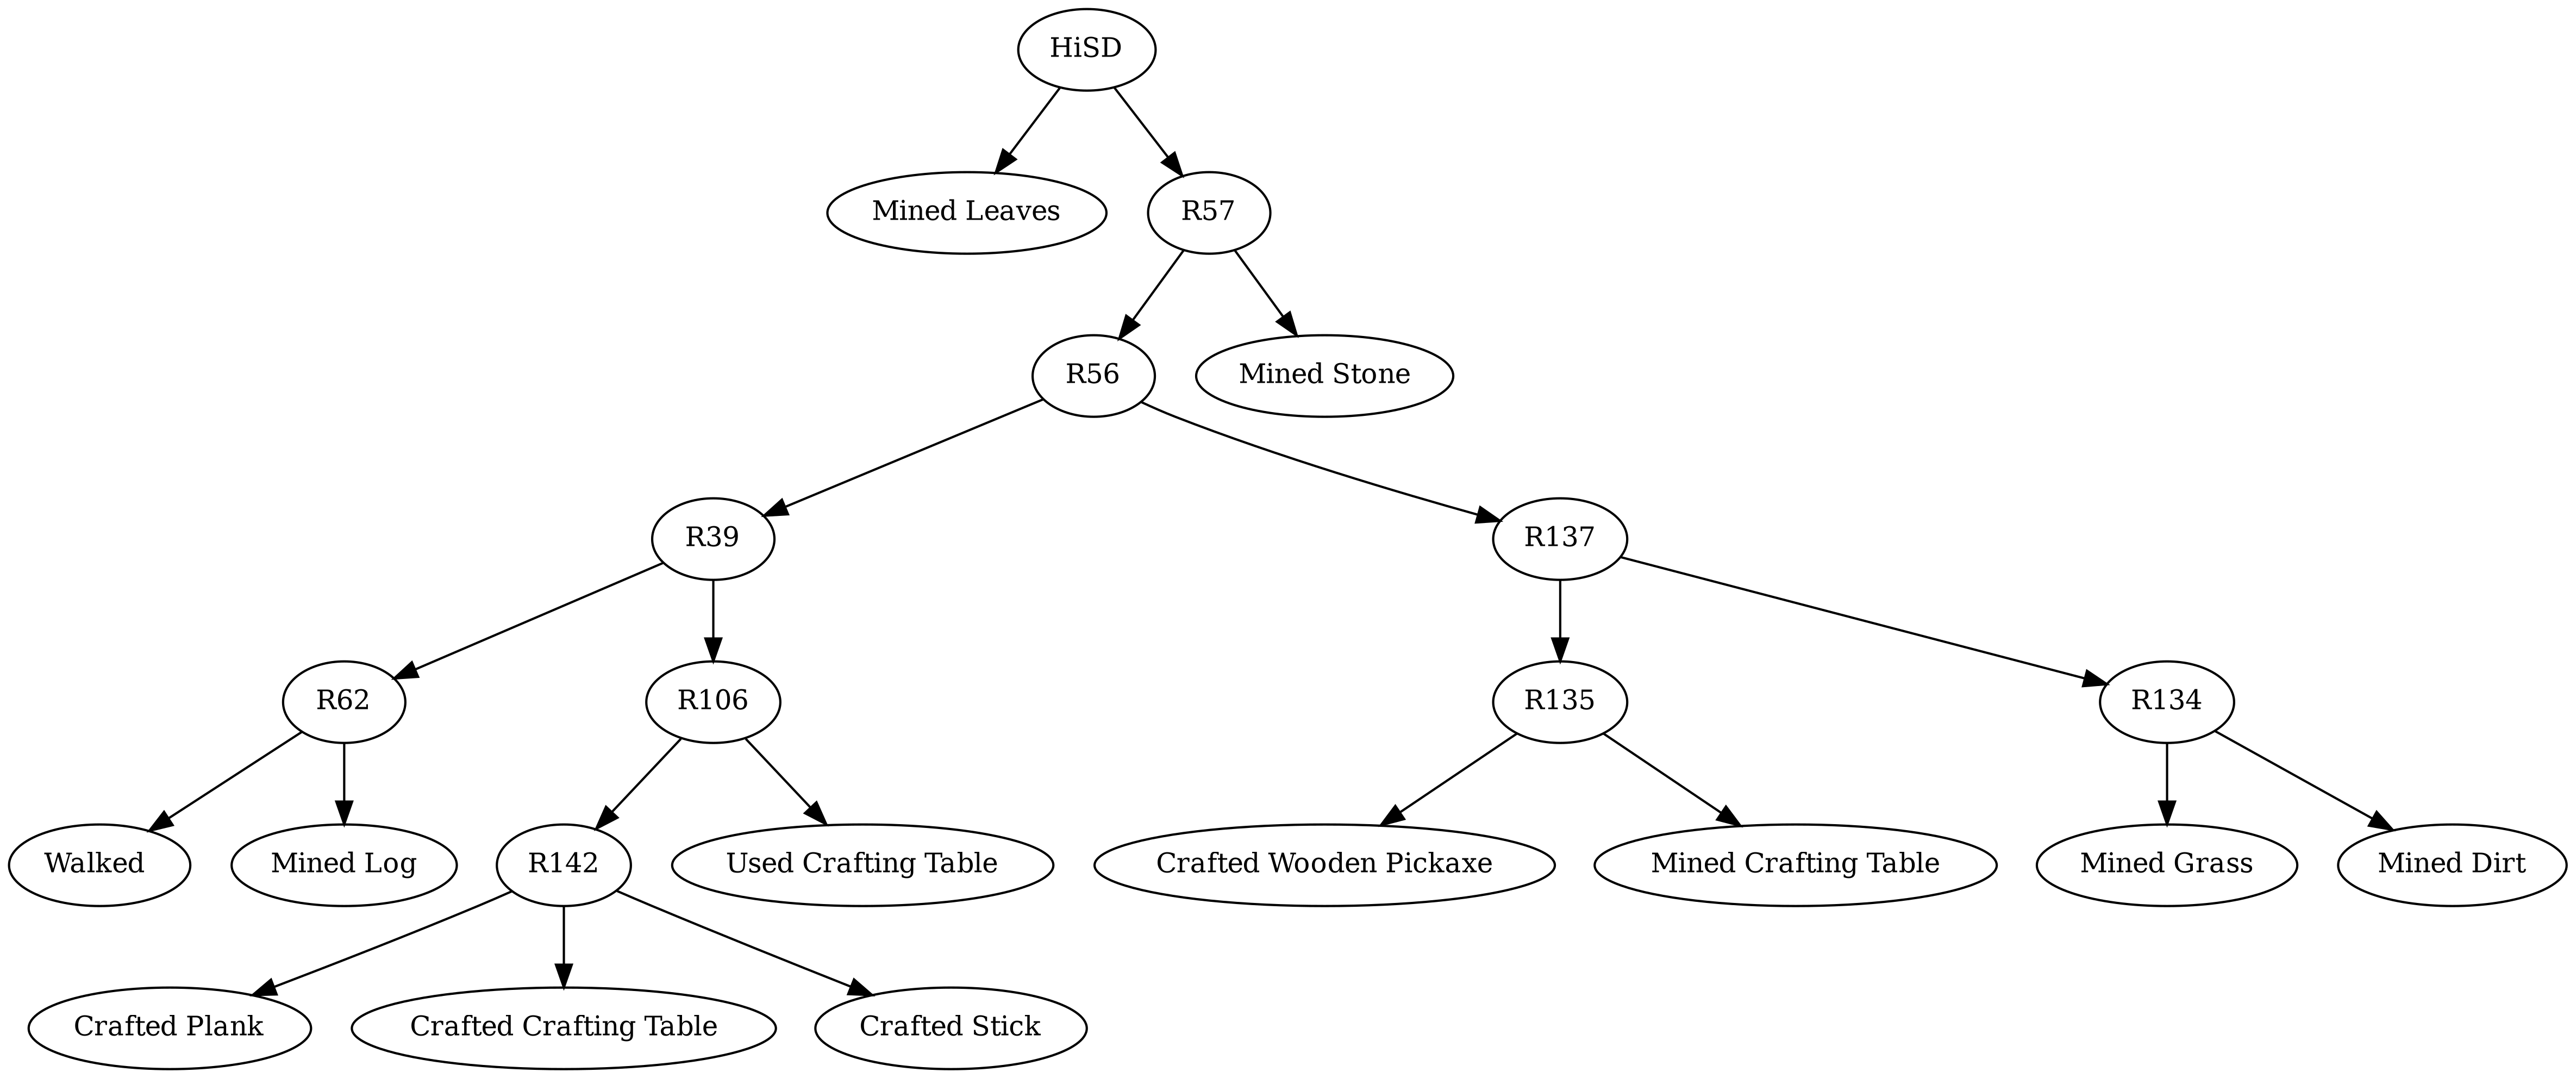 HiSD
Mined Leaves
R57
R56
Mined Stone
R39
R137
R62
R106
R135
R134
Walked
Mined Log
R142
Used Crafting Table
Crafted Wooden Pickaxe
Mined Crafting Table
Mined Grass
Mined Dirt
Crafted Plank
Crafted Crafting Table
Crafted Stick